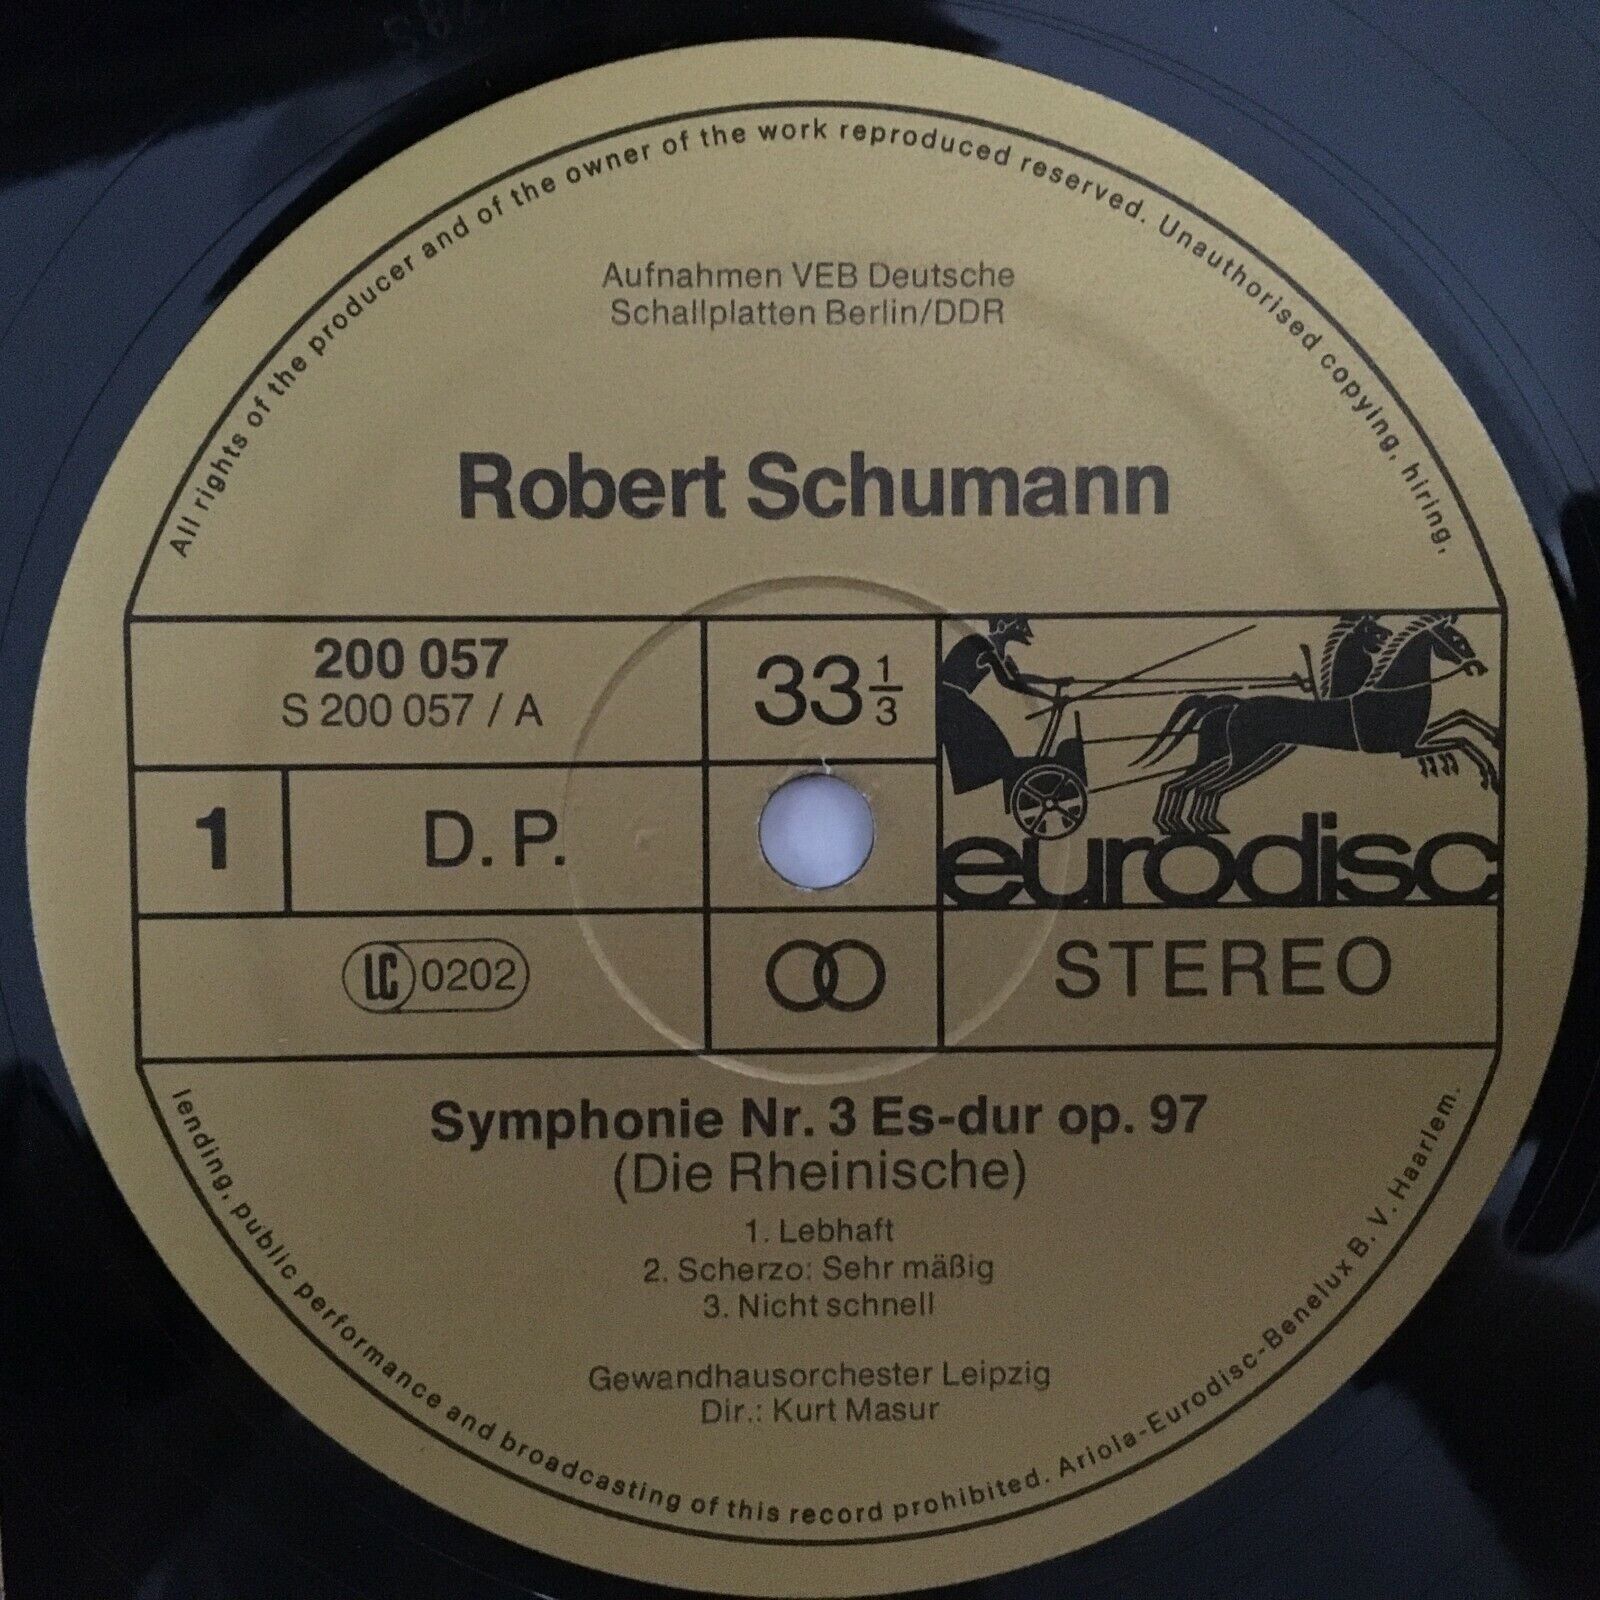 All rights of the producer and of the owner of the work reproduced reserved. Unauthorised copying, hiring,
Aufnahmen VEB Deutsche
Schallplatten Berlin/DDR
Robert Schumann
200 057
S 200 057 / A
33 1/3
1
D. P.
eurodisc
LC 0202
STEREO
Symphonie Nr. 3 Es-dur op. 97
(Die Rheinische)
1. Lebhaft
2. Scherzo: Sehr mäßig
3. Nicht schnell
Gewandhausorchester Leipzig
Dir.: Kurt Masur
lending, public performance and broadcasting of this record prohibited. Ariola-Eurodisc-Benelux B. V. Haarlem.